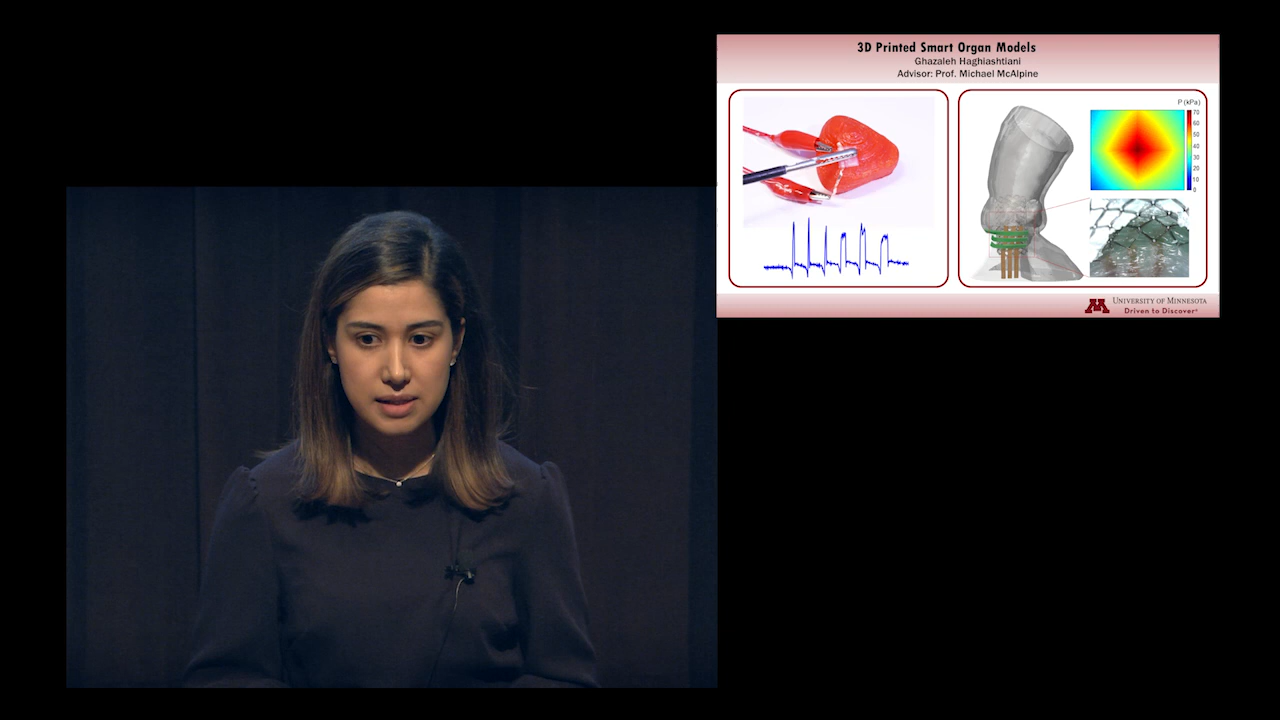 3D Printed Smart Organ Models
Ghazaleh Haghiashtiani
Advisor: Prof. Michael McAlpine
P (kPa)
70
60
50
40
30
20
10
0
UNIVERSITY OF MINNESOTA
Driven to Discover®